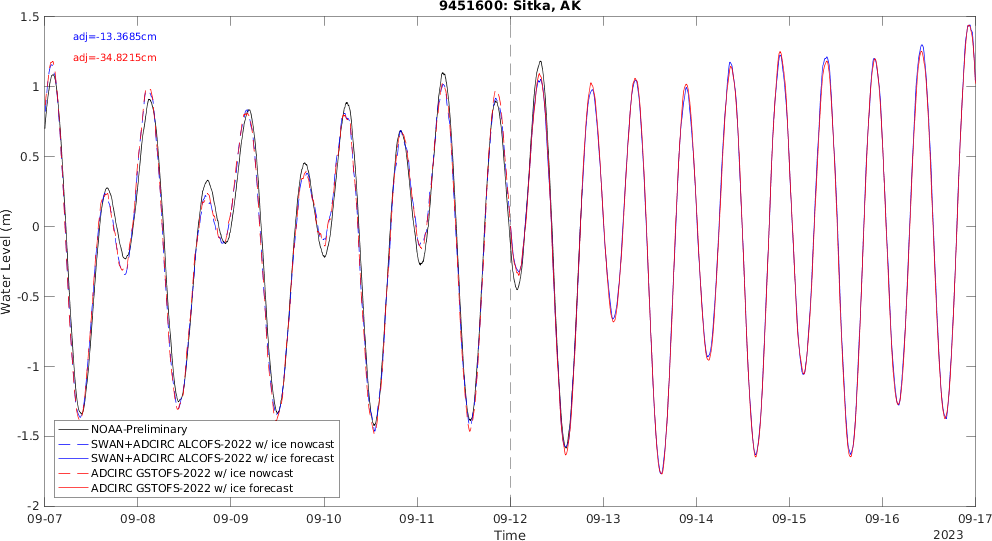 9451600: Sitka, AK
adj=-13.3685cm
adj=-34.8215cm
Water Level (m)
1.5
1
0.5
0
-0.5
-1
-1.5
-2
NOAA-Preliminary
SWAN+ADCIRC ALCOFS-2022 w/ ice nowcast
SWAN+ADCIRC ALCOFS-2022 w/ ice forecast
ADCIRC GSTOFS-2022 w/ ice nowcast
ADCIRC GSTOFS-2022 w/ ice forecast
09-07 09-08 09-09 09-10 09-11 09-12 09-13 09-14 09-15 09-16 09-17
Time
2023